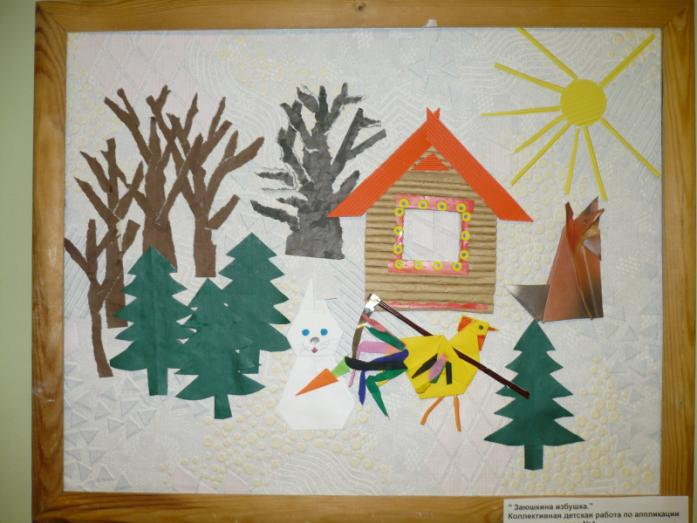 " Заюшкина избушка."
Коллективная детская работа по аппликации